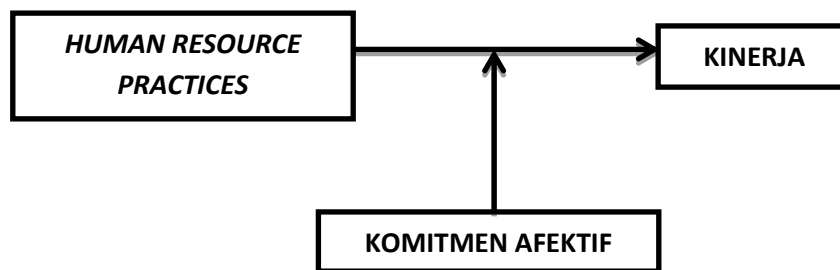 HUMAN RESOURCE
PRACTICES
KINERJA
KOMITMEN AFEKTIF